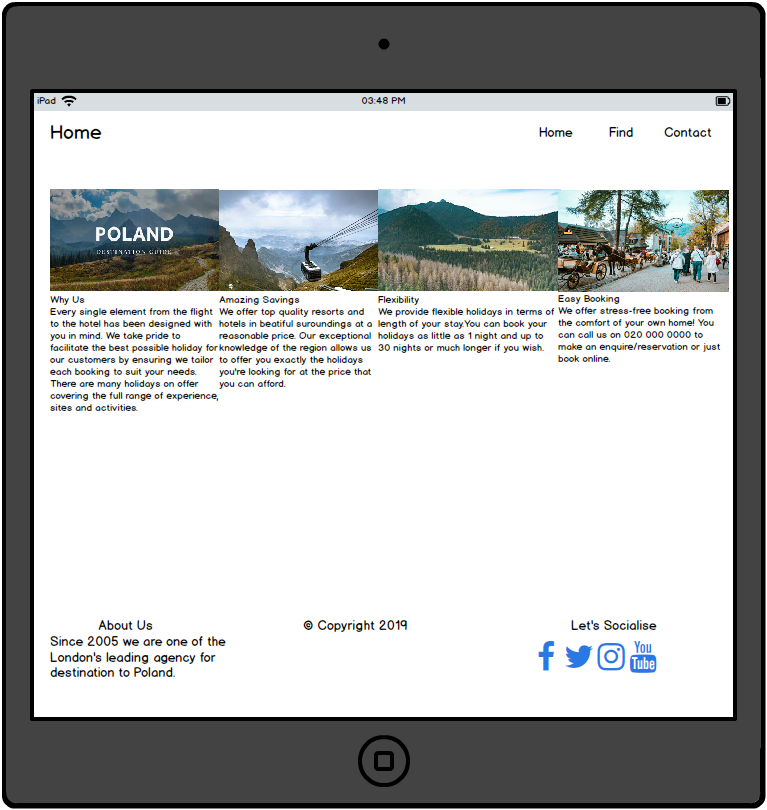 iPad
03:48 PM
Home
Home Find Contact
POLAND
DESTINATION GUIDE
Why Us
Every single element from the flight
to the hotel has been designed with
you in mind. We take pride to
facilitate the best possible holiday for
our customers by ensuring we tailor
each booking to suit your needs.
There are many holidays on offer
covering the full range of experience,
sites and activities.
Amazing Savings
We offer top quality resorts and
hotels in beatiful suroundings at a
reasonable price. Our exceptional
knowledge of the region allows us
to offer you exactly the holidays
you're looking for at the price that
you can afford.
Flexibility
We provide flexible holidays in terms of
length of your stay.You can book your
holidays as little as 1 night and up to
30 nights or much longer if you wish.
Easy Booking
We offer stress-free booking from
the comfort of your own home! You
can call us on 020 000 0000 to
make an enquire/reservation or just
book online.
About Us
Since 2005 we are one of the
London's leading agency for
destination to Poland.
© Copyright 2019
Let's Socialise
You
Tube